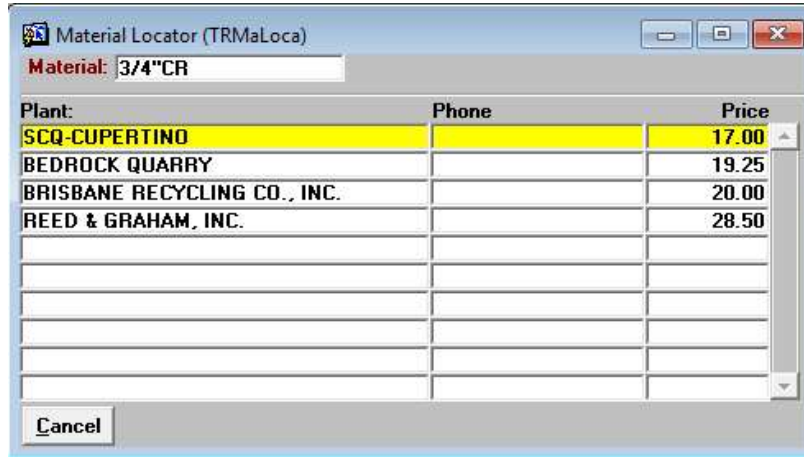 Material Locator (TRMaLoca)
Material: 3/4"CR
Plant: Phone Price
SCQ-CUPERTINO 17.00
BEDROCK QUARRY 19.25
BRISBANE RECYCLING CO., INC. 20.00
REED & GRAHAM, INC. 28.50
Cancel